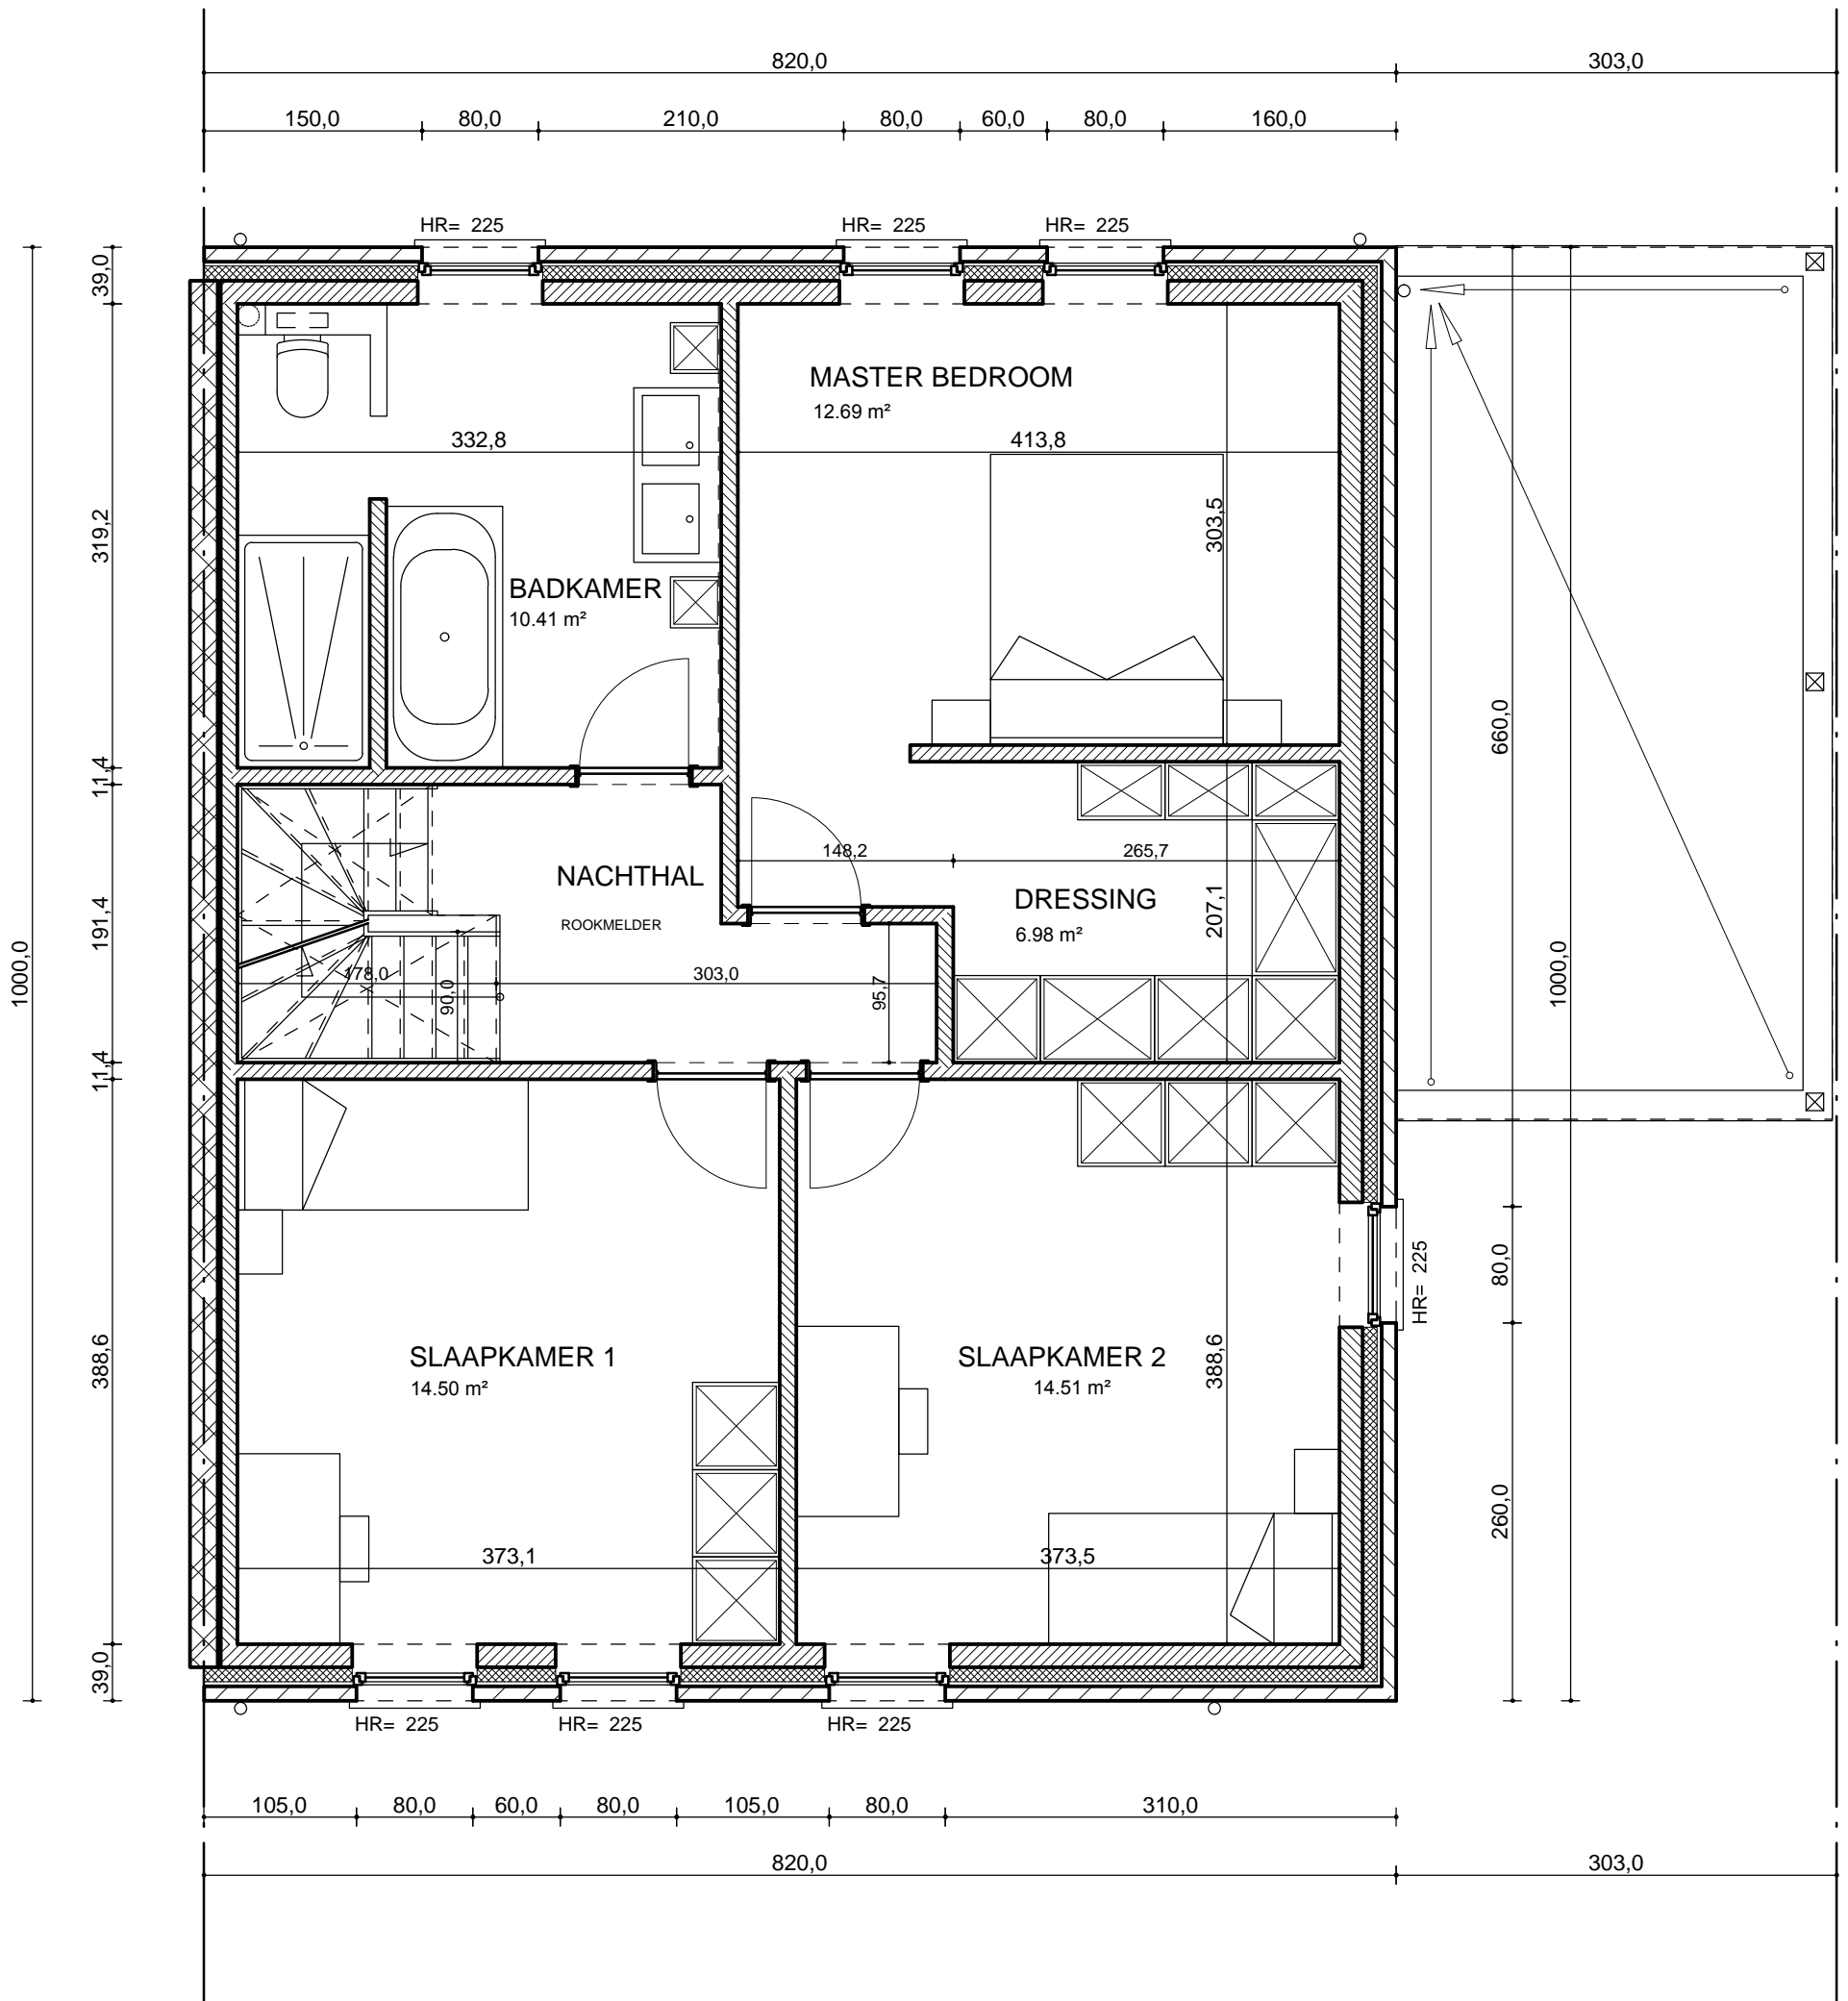 820,0
303,0
150,0
80,0
210,0
80,0
60,0
80,0
160,0
HR= 225
HR= 225
HR= 225
39,0
MASTER BEDROOM
12.69 m²
332,8
413,8
303,5
319,2
BADKAMER
10.41 m²
660,0
11,4
148,2
265,7
NACHTHAL
ROOKMELDER
DRESSING
6.98 m²
207,1
191,4
1000,0
1000,0
178,0
90,0
303,0
95,7
11,4
80,0
HR= 225
SLAAPKAMER 1
14.50 m²
SLAAPKAMER 2
14.51 m²
388,6
388,6
260,0
373,1
373,5
39,0
HR= 225
HR= 225
HR= 225
105,0
80,0
60,0
80,0
105,0
80,0
310,0
820,0
303,0